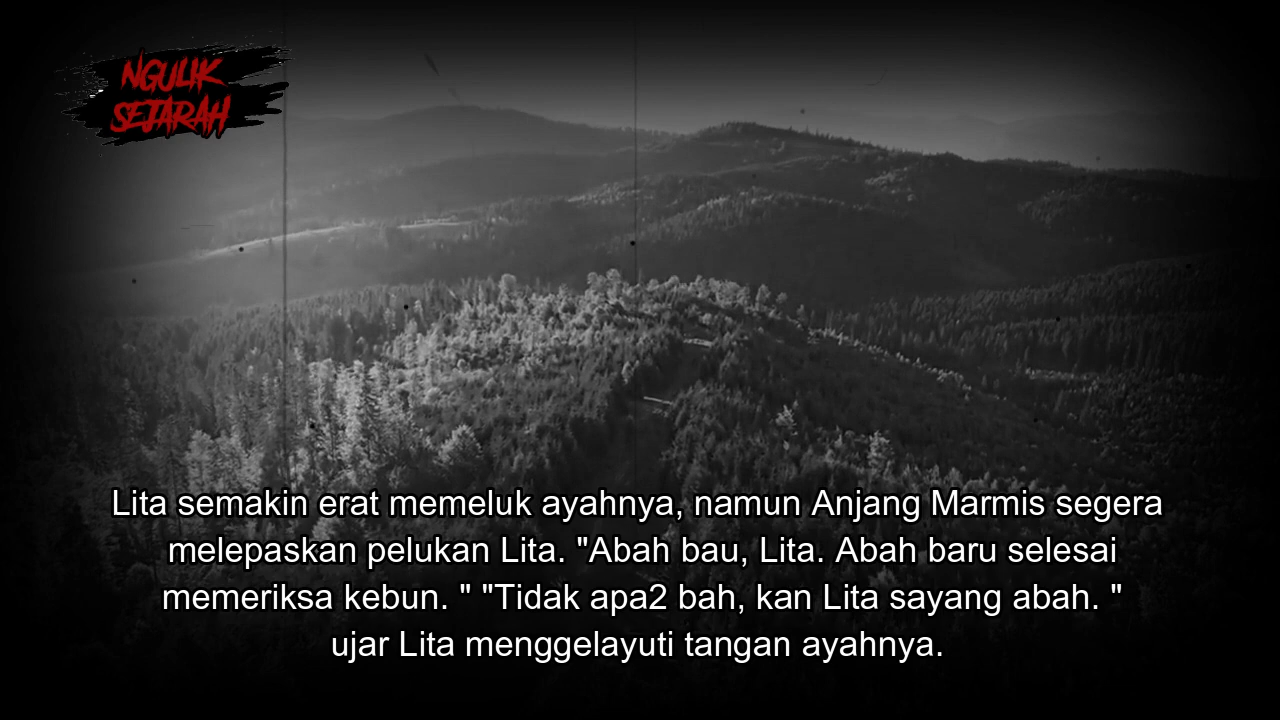 NGULIK
SEJARAH
Lita semakin erat memeluk ayahnya, namun Anjang Marmis segera
melepaskan pelukan Lita. "Abah bau, Lita. Abah baru selesai
memeriksa kebun. " "Tidak apa2 bah, kan Lita sayang abah. "
ujar Lita menggelayuti tangan ayahnya.